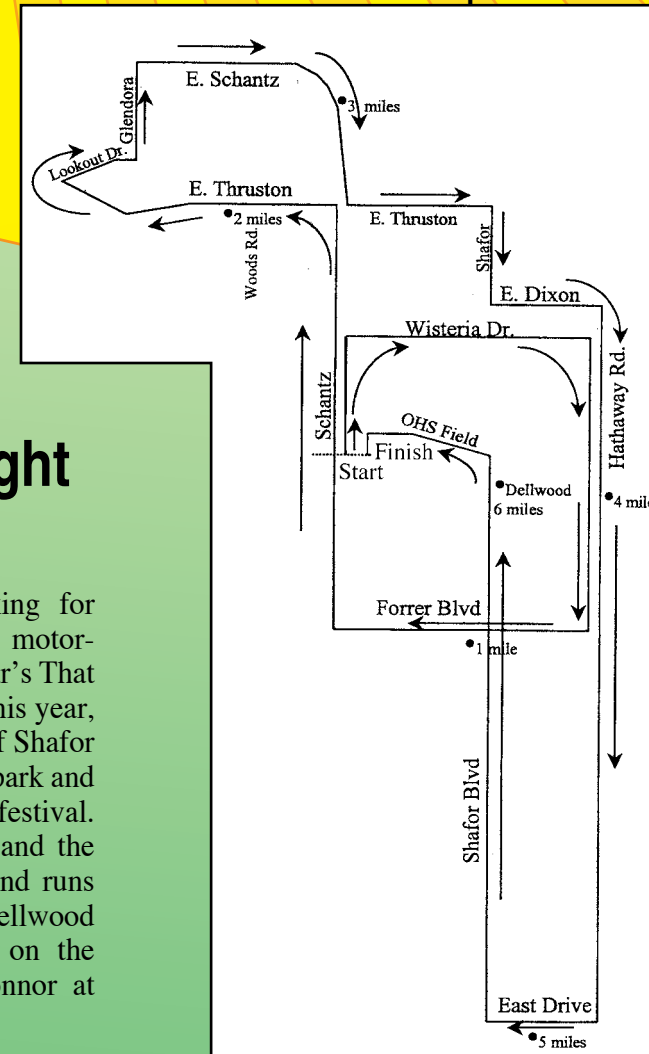 E. Schantz
3 miles
Glendora
Lookout Dr.
E. Thruston
E. Thruston
2 miles
Woods Rd.
Shafor
E. Dixon
Wisteria Dr.
Hathaway Rd.
Schantz
OHS Field
Finish
Start
Dellwood
6 miles
4 mile
Forrer Blvd
1 mile
Shafor Blvd
East Drive
5 miles
ght
ing for
motor-
r's That
his year,
f Shafor
park and
festival.
and the
nd runs
ellwood
on the
nnor at